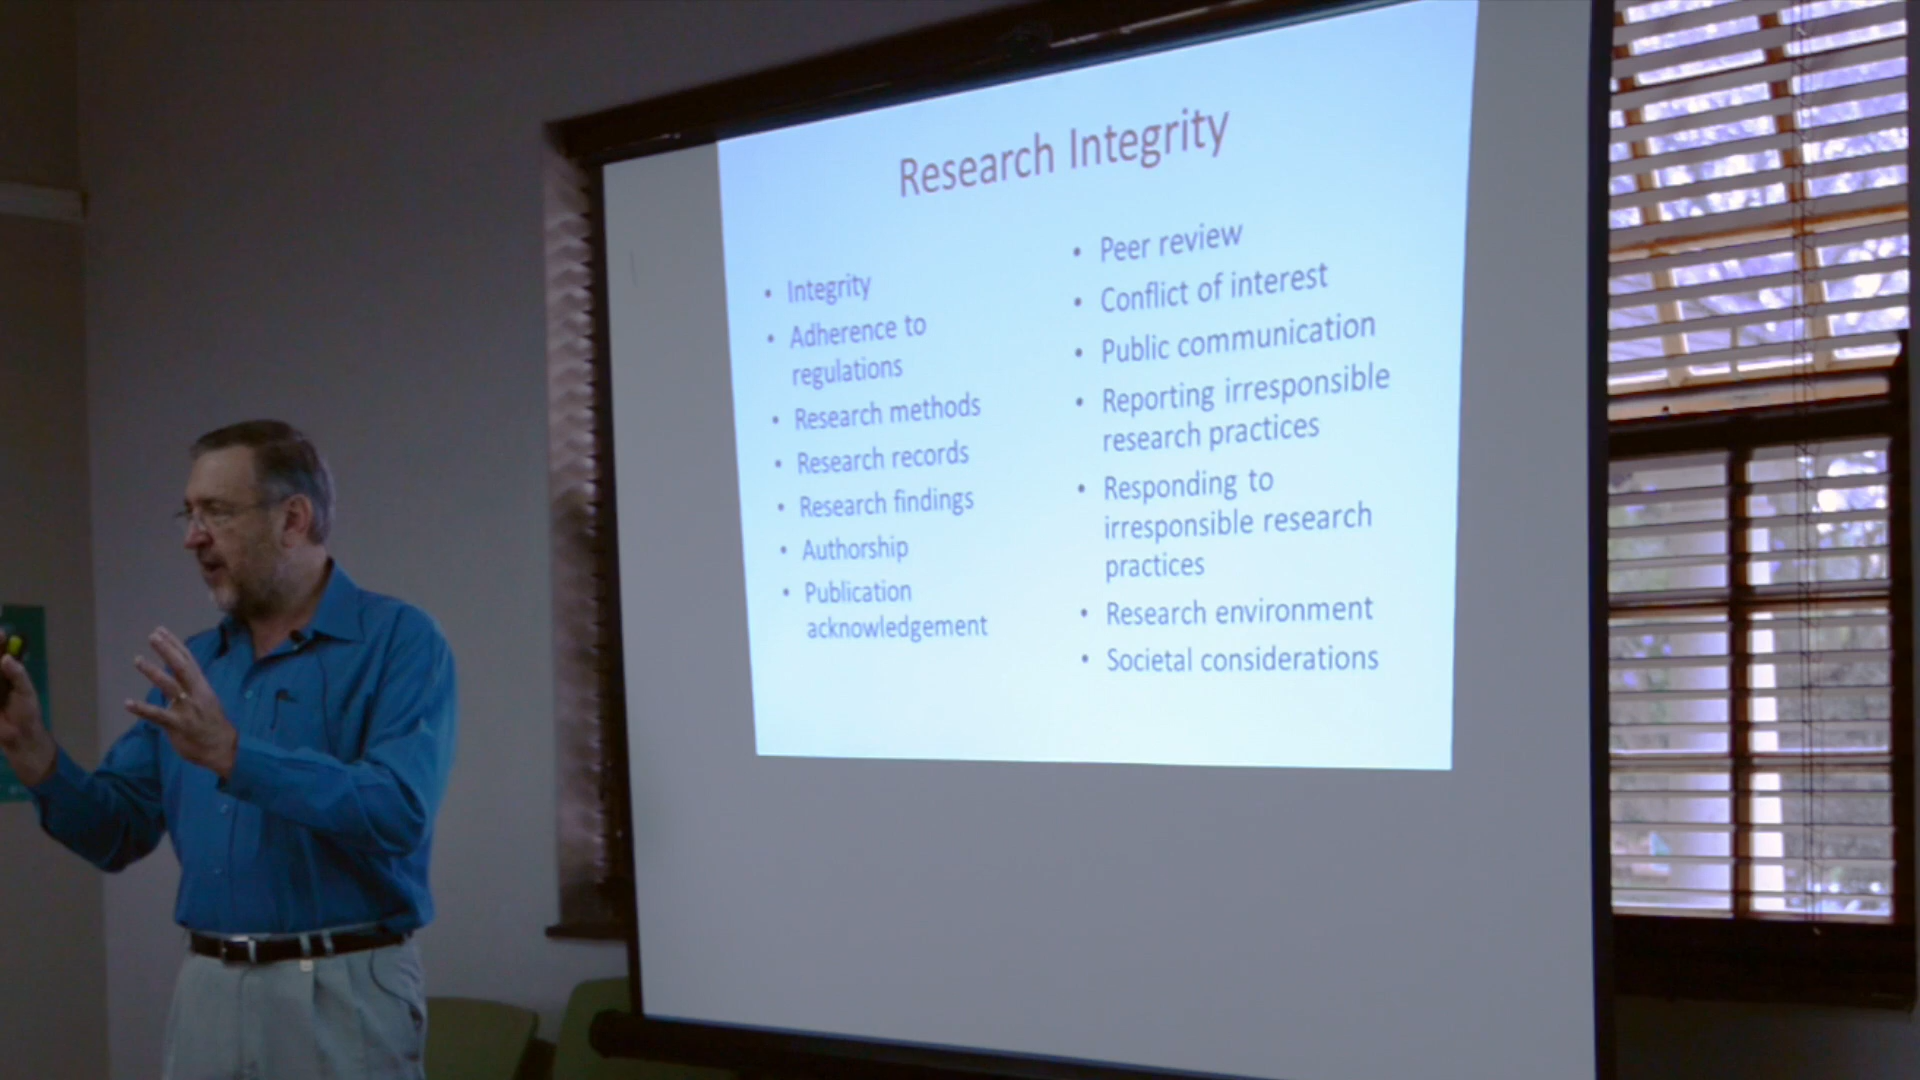 Research Integrity
• Integrity
• Adherence to
regulations
• Research methods
• Research records
• Research findings
• Authorship
• Publication
acknowledgement
• Peer review
• Conflict of interest
• Public communication
• Reporting irresponsible
research practices
• Responding to
irresponsible research
practices
• Research environment
• Societal considerations